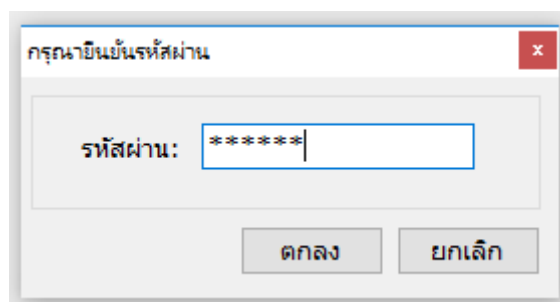 กรุณายืนยันรหัสผ่าน x
รหัสผ่าน: ******
ตกลง ยกเลิก